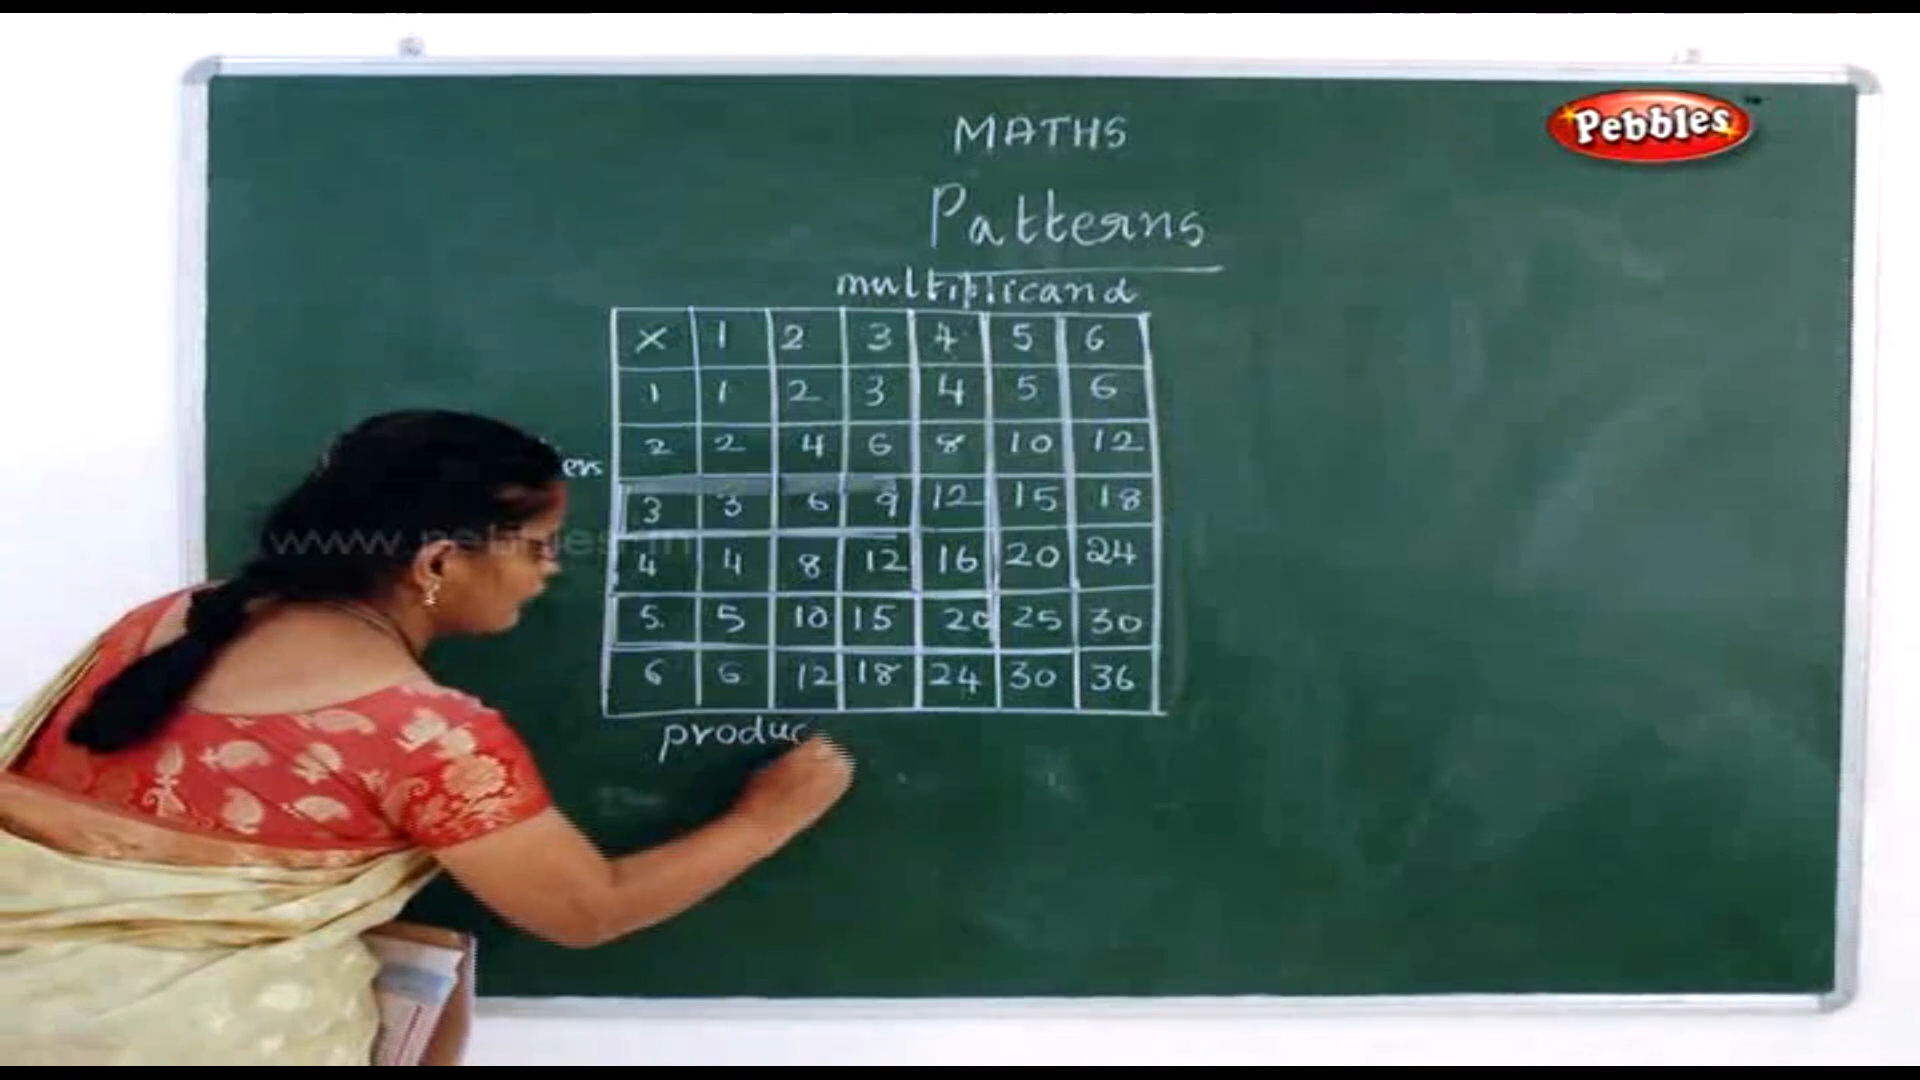 MATHS
Pebbles
Patterns
multiplicand
X 1 2 3 4 5 6
1 1 2 3 4 5 6
2 2 4 6 8 10 12
ers
3 3 6 9 12 15 18
4 4 8 12 16 20 24
5 5 10 15 20 25 30
6 6 12 18 24 30 36
produc